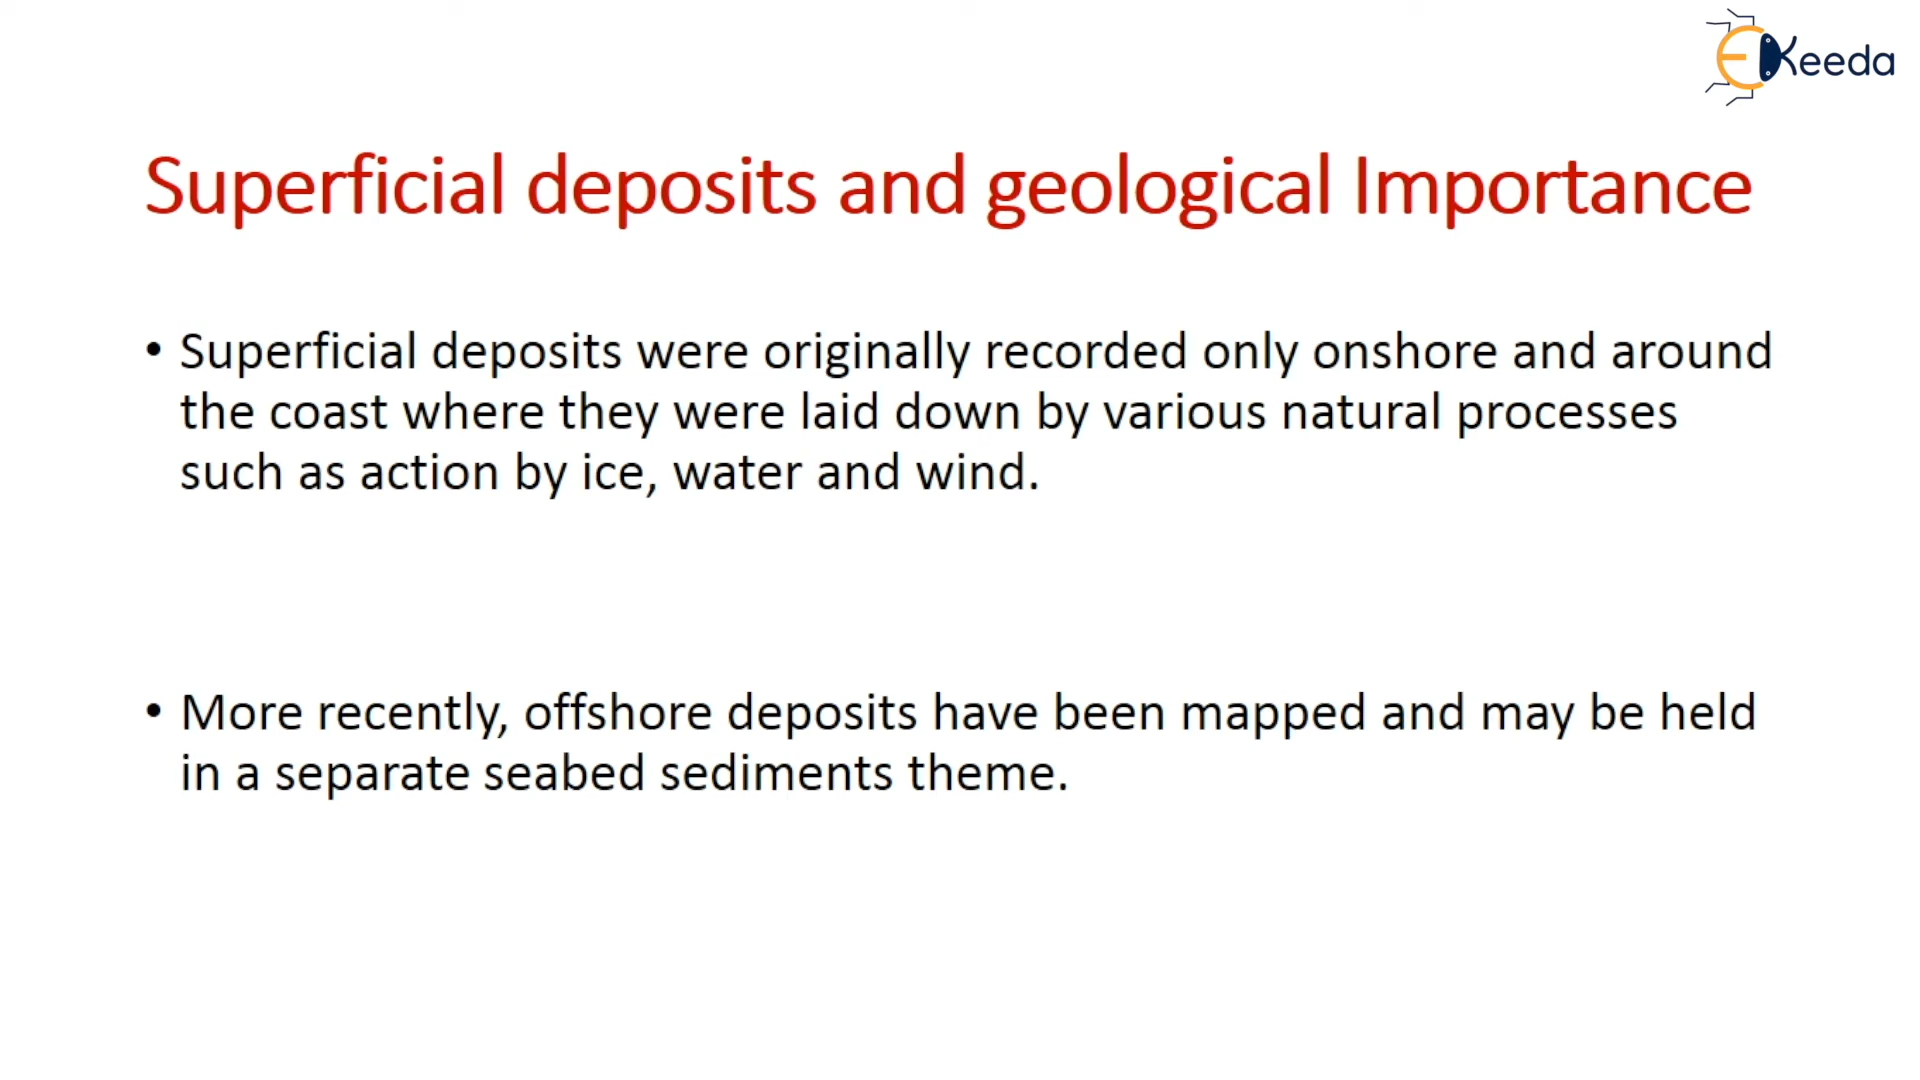 EKeeda
Superficial deposits and geological Importance
• Superficial deposits were originally recorded only onshore and around
the coast where they were laid down by various natural processes
such as action by ice, water and wind.
• More recently, offshore deposits have been mapped and may be held
in a separate seabed sediments theme.